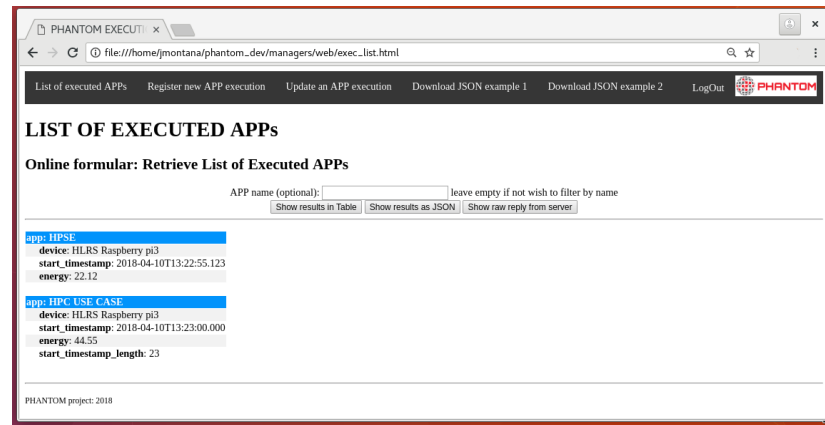 PHANTOM EXECUTI
file:///home/jmontana/phantom_dev/managers/web/exec_list.html
List of executed APPs Register new APP execution Update an APP execution Download JSON example 1 Download JSON example 2 LogOut PHANTOM
LIST OF EXECUTED APPs
Online formular: Retrieve List of Executed APPs
APP name (optional): leave empty if not wish to filter by name
Show results in Table Show results as JSON Show raw reply from server
app: HPSE
device: HLRS Raspberry pi3
start_timestamp: 2018-04-10T13:22:55.123
energy: 22.12
app: HPC USE CASE
device: HLRS Raspberry pi3
start_timestamp: 2018-04-10T13:23:00.000
energy: 44.55
start_timestamp_length: 23
PHANTOM project: 2018